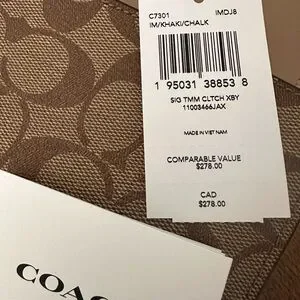 C7301 IMDJ8
IM/KHAKI/CHALK
1 95031 38853 8
SIG TMM CLTCH XBY
11003466JAX
MADE IN VIET NAM
COMPARABLE VALUE
$278.00
CAD
$278.00
COAC